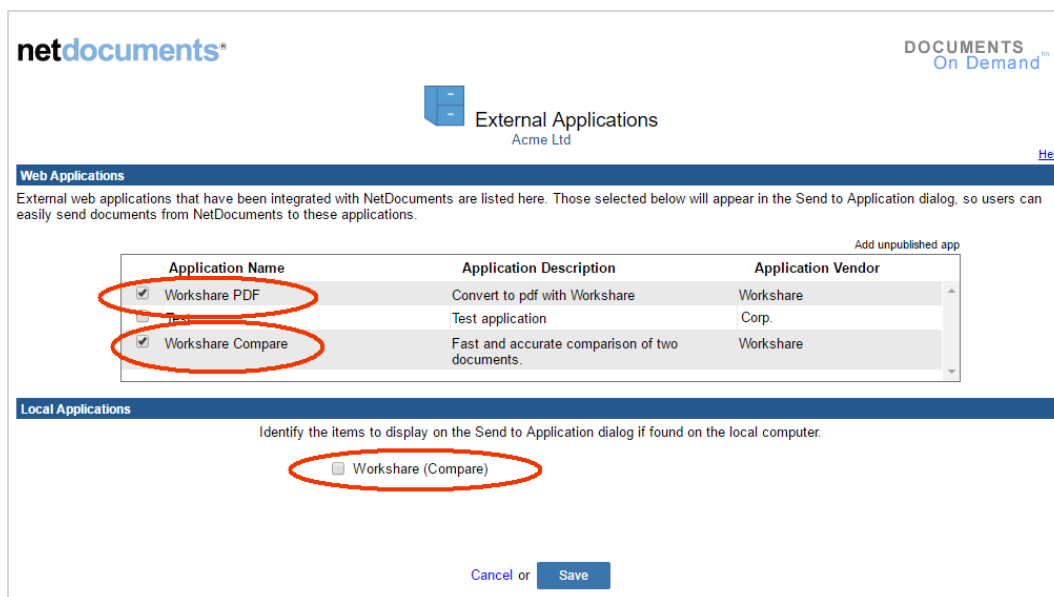 netdocuments
DOCUMENTS
On Demand
External Applications
Acme Ltd
Hel
Web Applications
External web applications that have been integrated with NetDocuments are listed here. Those selected below will appear in the Send to Application dialog, so users can
easily send documents from NetDocuments to these applications.
Add unpublished app
Application Name Application Description Application Vendor
Workshare PDF Convert to pdf with Workshare Workshare
Test Test application Corp.
Workshare Compare Fast and accurate comparison of two Workshare
documents.
Local Applications
Identify the items to display on the Send to Application dialog if found on the local computer.
Workshare (Compare)
Cancel or Save